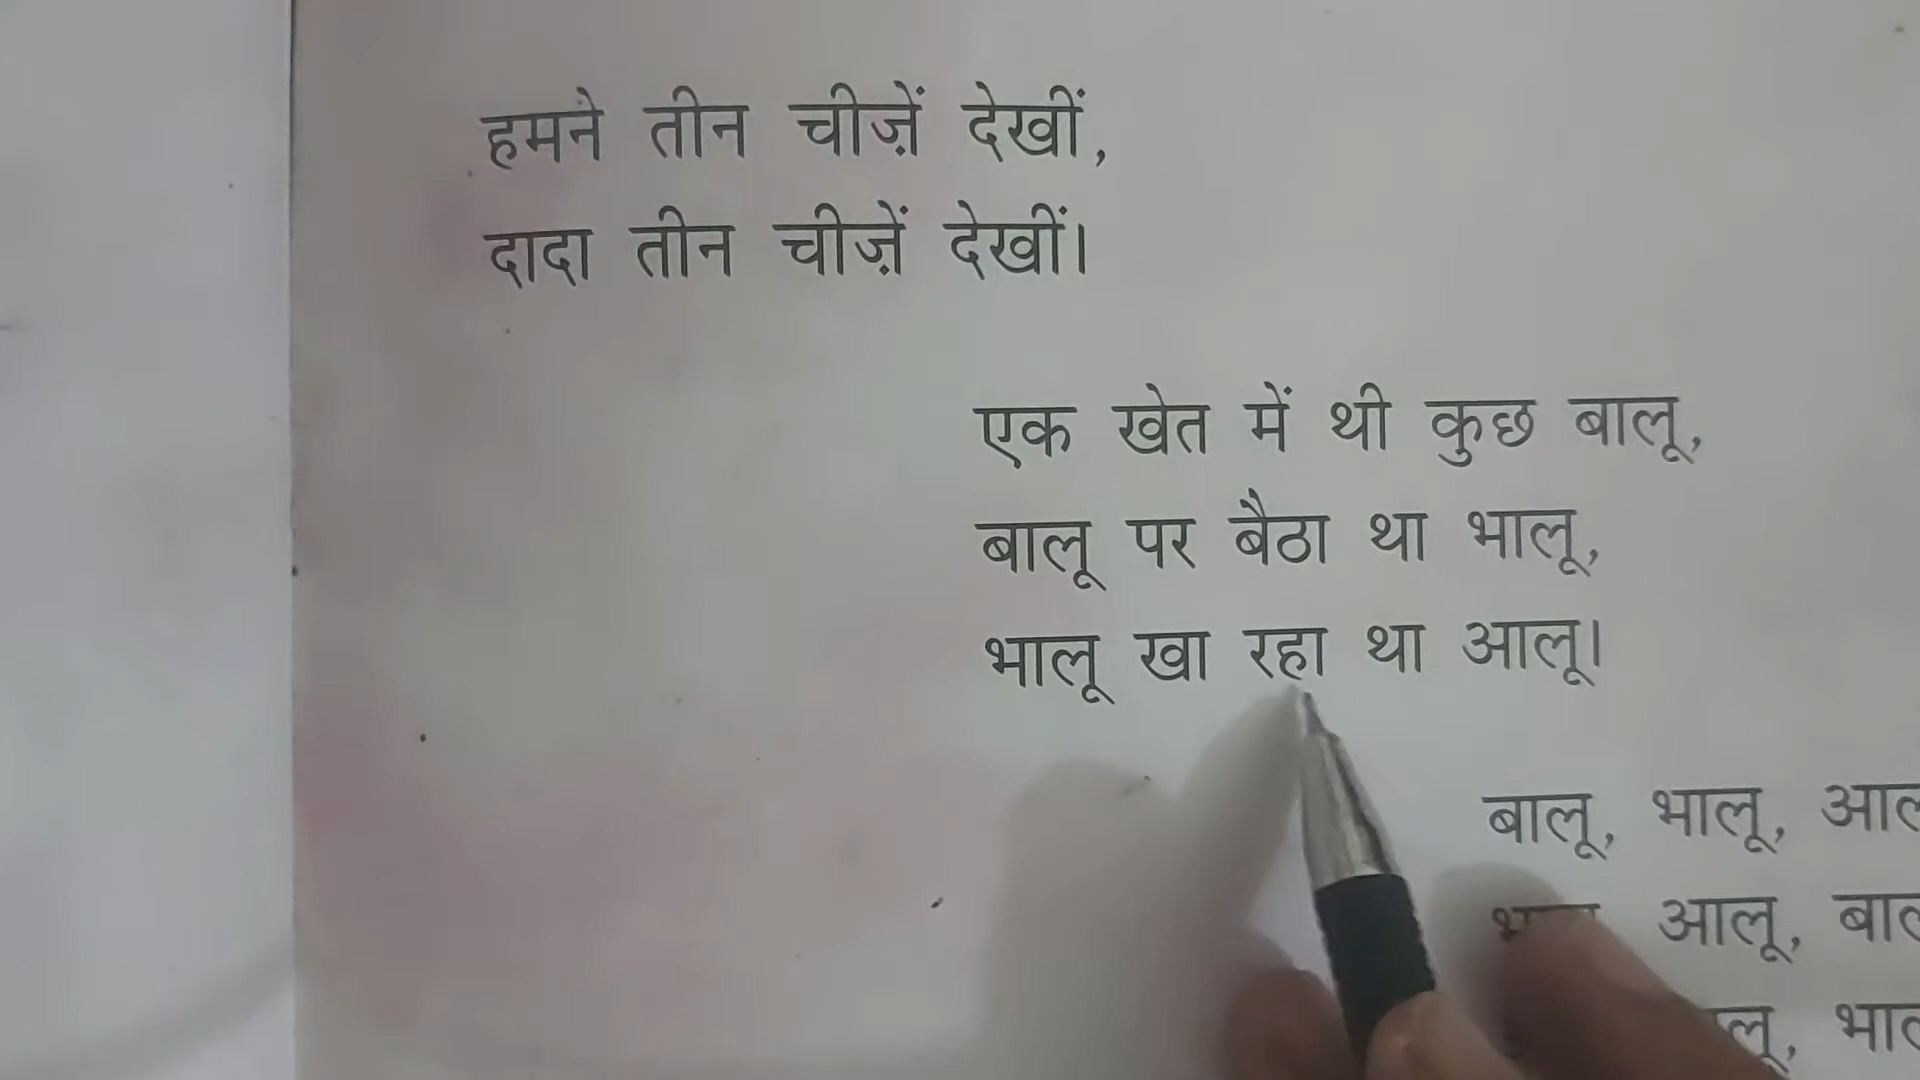 हमने तीन चीज़ें देखीं,
दादा तीन चीज़ें देखीं।
एक खेत में थी कुछ बालू,
बालू पर बैठा था भालू,
भालू खा रहा था आलू।
बालू, भालू,
आलू,